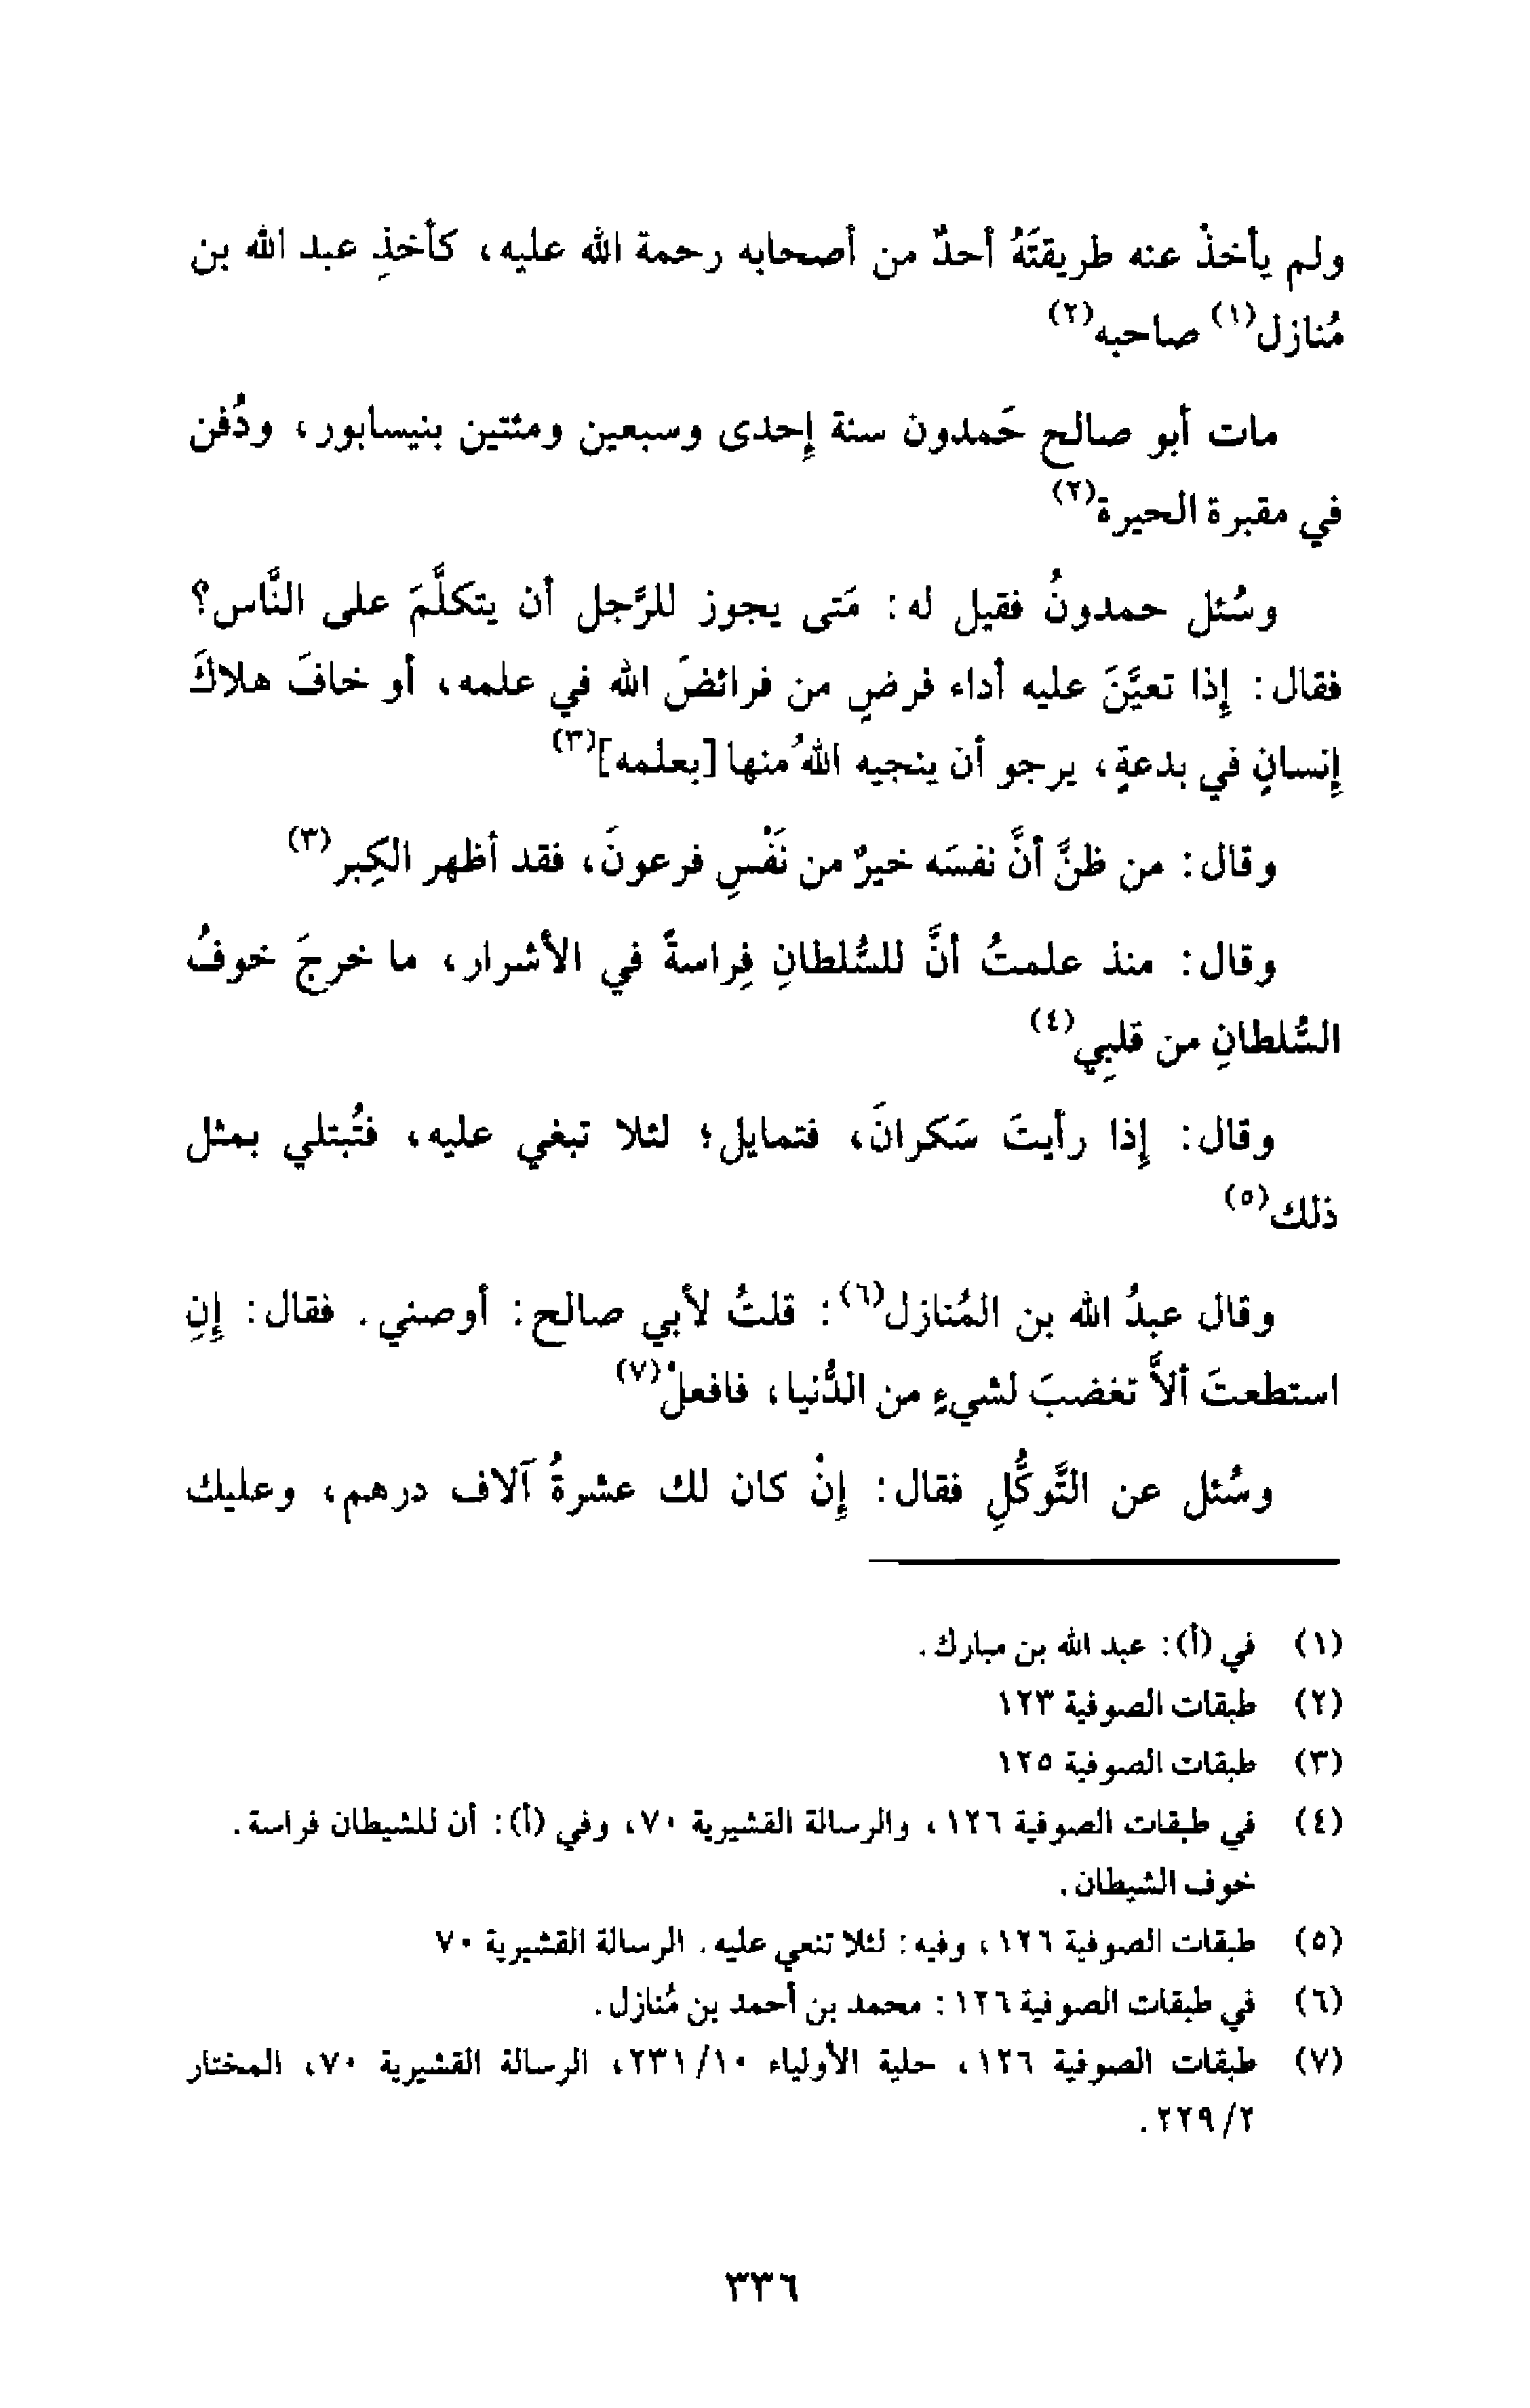 ولم يأخذْ عنه طريقتَهُ أحدٌ من أصحابه رحمة الله عليه، كأخذِ عبد الله بن
مُنازل(١) صاحبه(٢)
مات أبو صالح حَمدون سنة إحدى وسبعين ومئتين بنيسابور، ودُفن
في مقبرة الحيرة(٢)
وسُئل حمدونُ فقيل له: مَتى يجوز للرَّجل أن يتكلَّمَ على النَّاس؟
فقال: إذا تعيَّنَ عليه أداء فرضٍ من فرائضَ الله في علمه، أو خافَ هلاكَ
إنسانٍ في بدعةٍ، يرجو أن ينجيه اللهُ منها [بعلمه](٣)
وقال: من ظنَّ أنَّ نفسَه خيرٌ من نَفْسِ فرعونَ، فقد أظهر الكِبر(٣)
وقال: منذ علمتُ أنَّ للسُّلطانِ فِراسةً في الأشرار، ما خرجَ خوفُ
السُّلطانِ من قلبِي(٤)
وقال: إذا رأيتَ سَكرانَ، فتمايل؛ لئلا تبغي عليه، فتُبتلي بمثل
ذلك(٥)
وقال عبدُ الله بن المُنازل(٦): قلتُ لأبي صالح: أوصني. فقال: إنِ
استطعتَ ألاَّ تغضبَ لشيءٍ من الدُّنيا، فافعلْ(٧)
وسُئل عن التَّوكُّلِ فقال: إنْ كان لك عشرةُ آلاف درهم، وعليك
(١) في (أ): عبد الله بن مبارك.
(٢) طبقات الصوفية ١٢٣
(٣) طبقات الصوفية ١٢٥
(٤) في طبقات الصوفية ١٢٦، والرسالة القشيرية ٧٠، وفي (أ): أن للشيطان فراسة.
خوف الشيطان.
(٥) طبقات الصوفية ١٢٦، وفيه: لئلا تنعي عليه. الرسالة القشيرية ٧٠
(٦) في طبقات الصوفية ١٢٦: محمد بن أحمد بن مُنازل.
(٧) طبقات الصوفية ١٢٦، حلية الأولياء ٢٣١/١٠، الرسالة القشيرية ٧٠، المختار
٢٢٩/٢.
٣٣٦